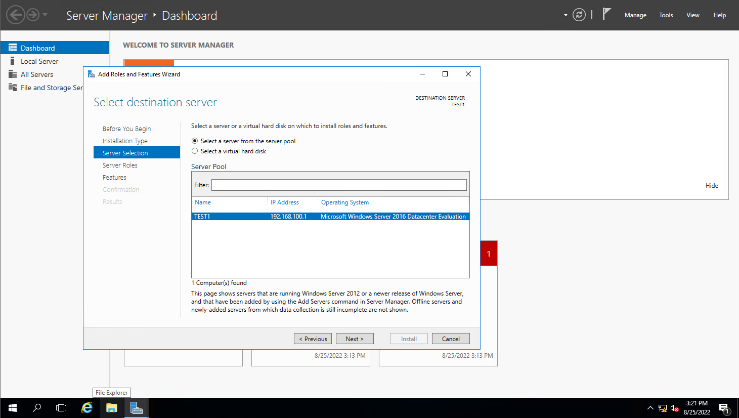 Server Manager ‣ Dashboard
Manage Tools View Help
Dashboard
Local Server
All Servers
File and Storage Ser
WELCOME TO SERVER MANAGER
Add Roles and Features Wizard
Select destination server
DESTINATION SERVER
TEST1
Before You Begin
Installation Type
Server Selection
Server Roles
Features
Confirmation
Results
Select a server or a virtual hard disk on which to install roles and features.
Select a server from the server pool
Select a virtual hard disk
Server Pool
Filter:
Name IP Address Operating System
TEST1 192.168.100.1 Microsoft Windows Server 2016 Datacenter Evaluation
1 Computer(s) found
This page shows servers that are running Windows Server 2012 or a newer release of Windows Server,
and that have been added by using the Add Servers command in Server Manager. Offline servers and
newly-added servers from which data collection is still incomplete are not shown.
< Previous Next > Install Cancel
Hide
1
8/25/2022 3:13 PM 8/25/2022 3:13 PM
File Explorer
3:21 PM
8/25/2022
1